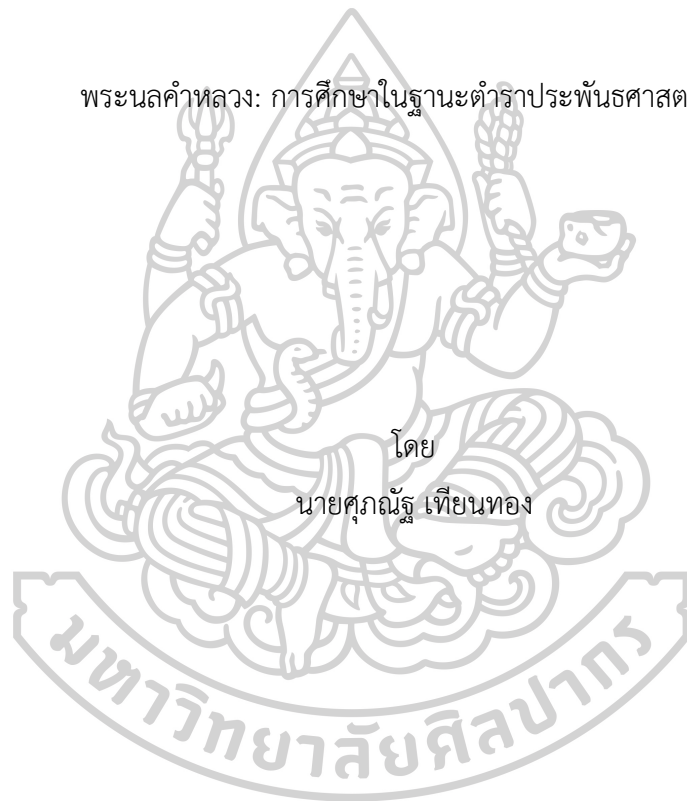 พระนลคำหลวง: การศึกษาในฐานะตำราประพันธศาสต
โดย
นายศุภณัฐ เทียนทอง
มหาวิทยาลัยศิลปากร